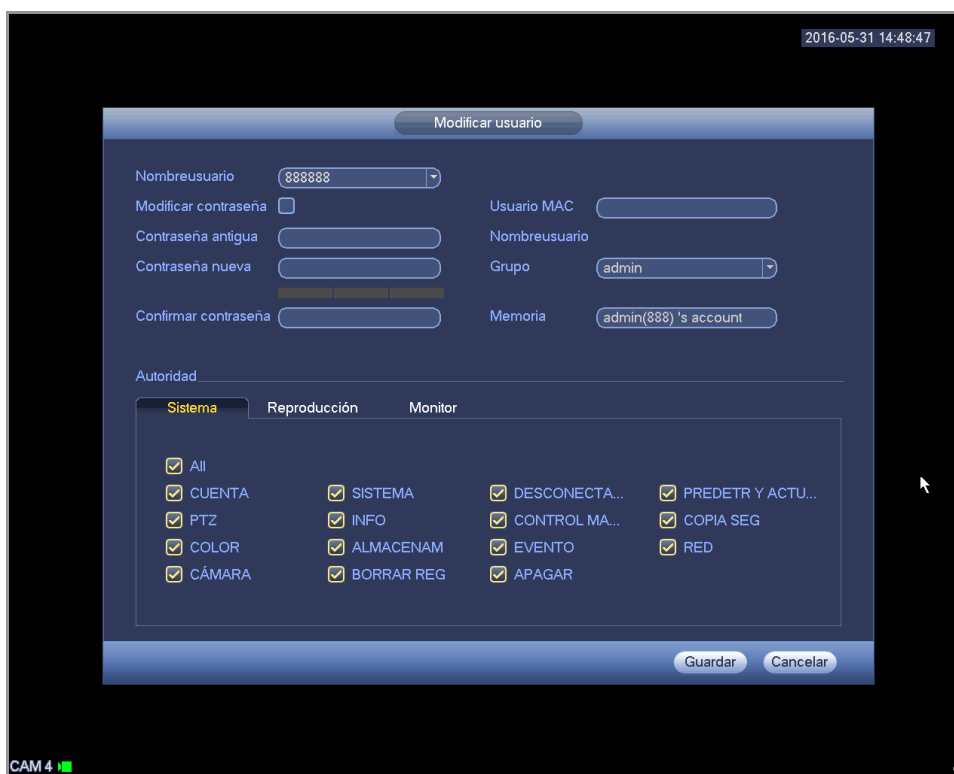 2016-05-31 14:48:47
Modificar usuario
Nombreusuario 888888
Modificar contraseña Usuario MAC
Contraseña antigua Nombreusuario
Contraseña nueva Grupo admin
Confirmar contraseña Memoria admin(888) 's account
Autoridad
Sistema Reproducción Monitor
All
CUENTA SISTEMA DESCONECTA... PREDETR Y ACTU...
PTZ INFO CONTROL MA... COPIA SEG
COLOR ALMACENAM EVENTO RED
CÁMARA BORRAR REG APAGAR
Guardar Cancelar
CAM 4